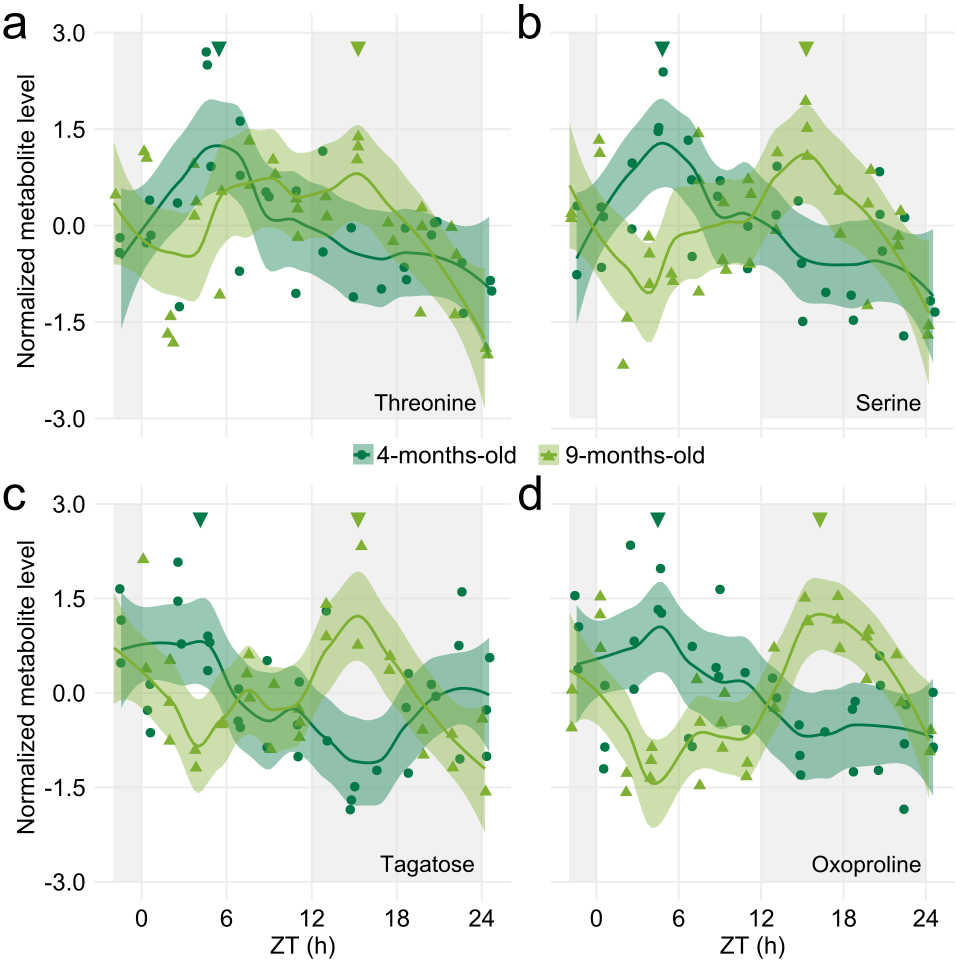 a
b
Normalized metabolite level
3.0
1.5
0.0
-1.5
-3.0
Threonine
Serine
4-months-old
9-months-old
c
d
Normalized metabolite level
3.0
1.5
0.0
-1.5
-3.0
Tagatose
Oxoproline
0 6 12 18 24
0 6 12 18 24
ZT (h)
ZT (h)